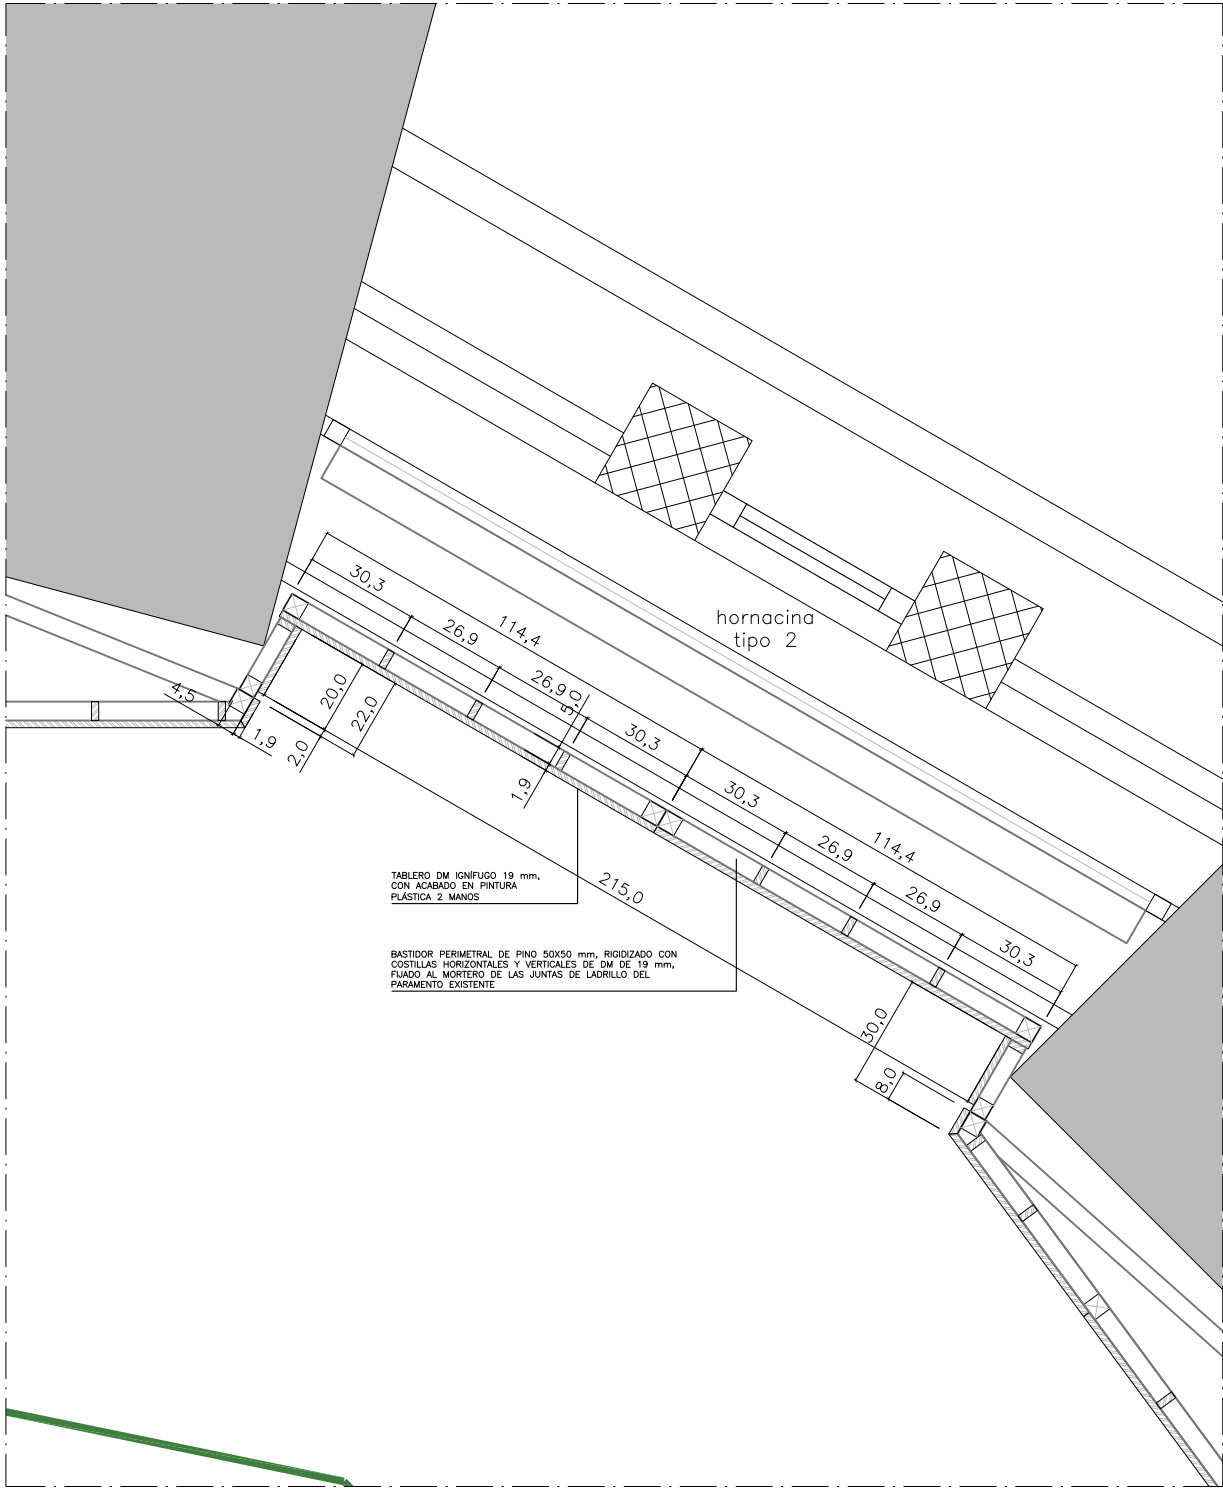 30,3
114,4
26,9
26,9
5,0
30,3
hornacina
tipo 2
30,3
114,4
26,9
26,9
30,3
4,5
20,0
22,0
1,9
2,0
1,9
215,0
TABLERO DM IGNÍFUGO 19 mm,
CON ACABADO EN PINTURA
PLÁSTICA 2 MANOS
BASTIDOR PERIMETRAL DE PINO 50X50 mm, RIGIDIZADO CON
COSTILLAS HORIZONTALES Y VERTICALES DE DM DE 19 mm,
FIJADO AL MORTERO DE LAS JUNTAS DE LADRILLO DEL
PARAMENTO EXISTENTE
30,0
8,0